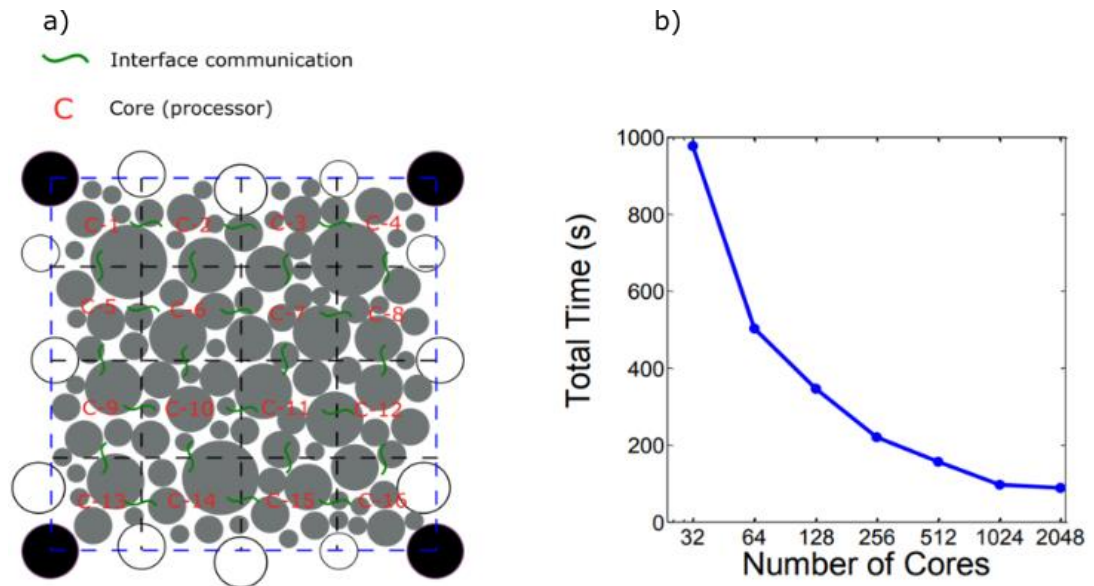 a)
Interface communication
C Core (processor)
C-1 C-2 C-3 C-4
C-5 C-6 C-7 C-8
C-9 C-10 C-11 C-12
C-13 C-14 C-15 C-16
b)
Total Time (s)
1000
800
600
400
200
0
32 64 128 256 512 1024 2048
Number of Cores